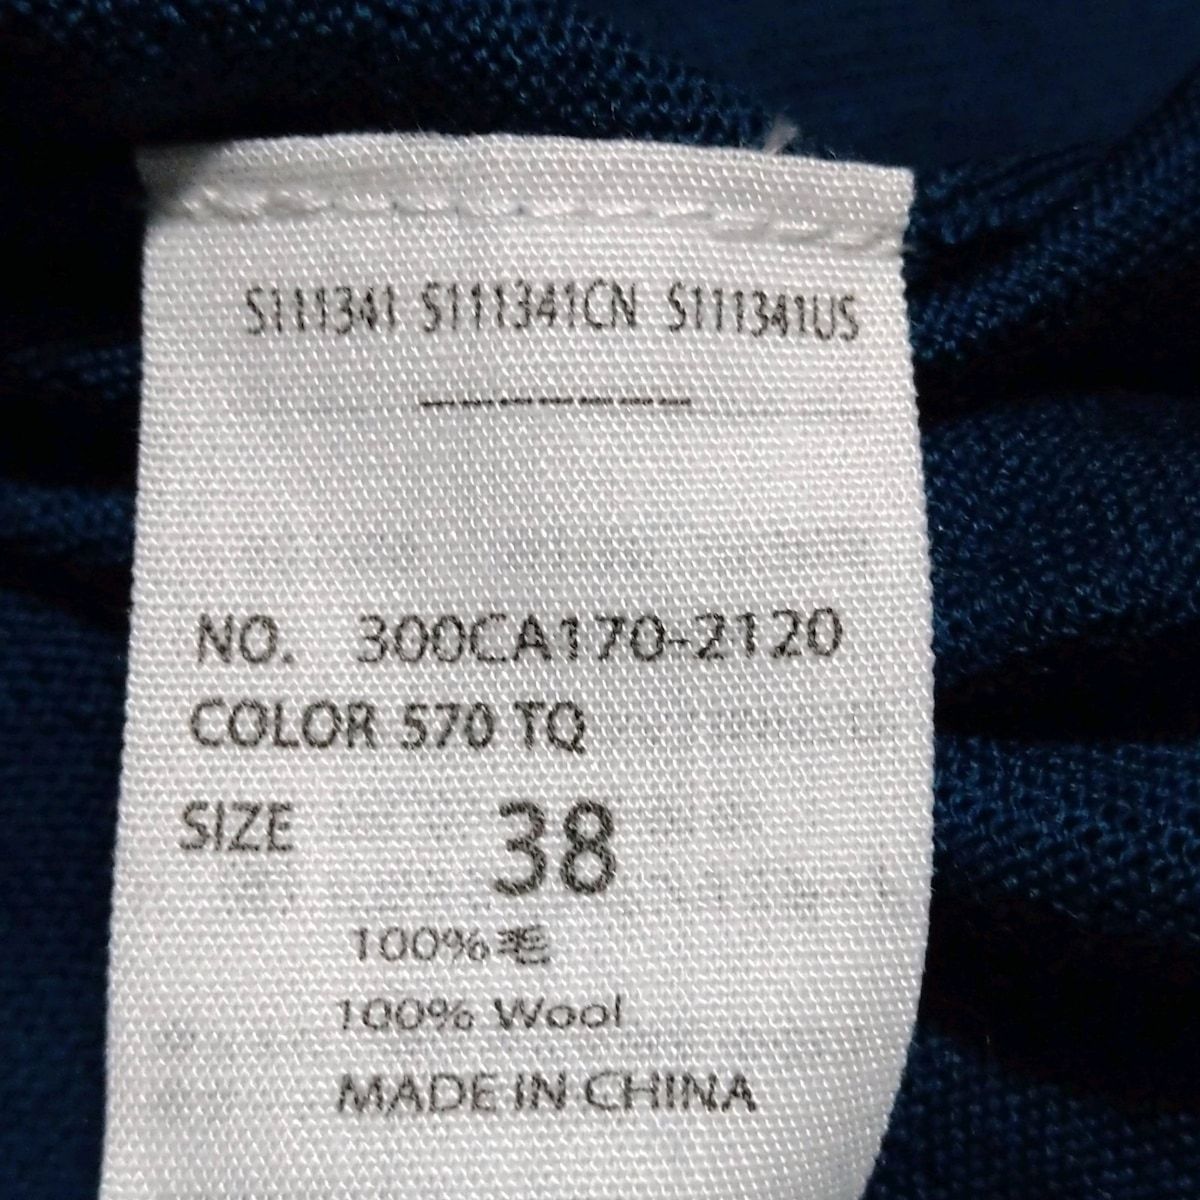 S111341 S111341CN S111341US
-----------
NO. 300CA170-2120
COLOR 570 TQ
SIZE 38
100%毛
100% Wool
MADE IN CHINA